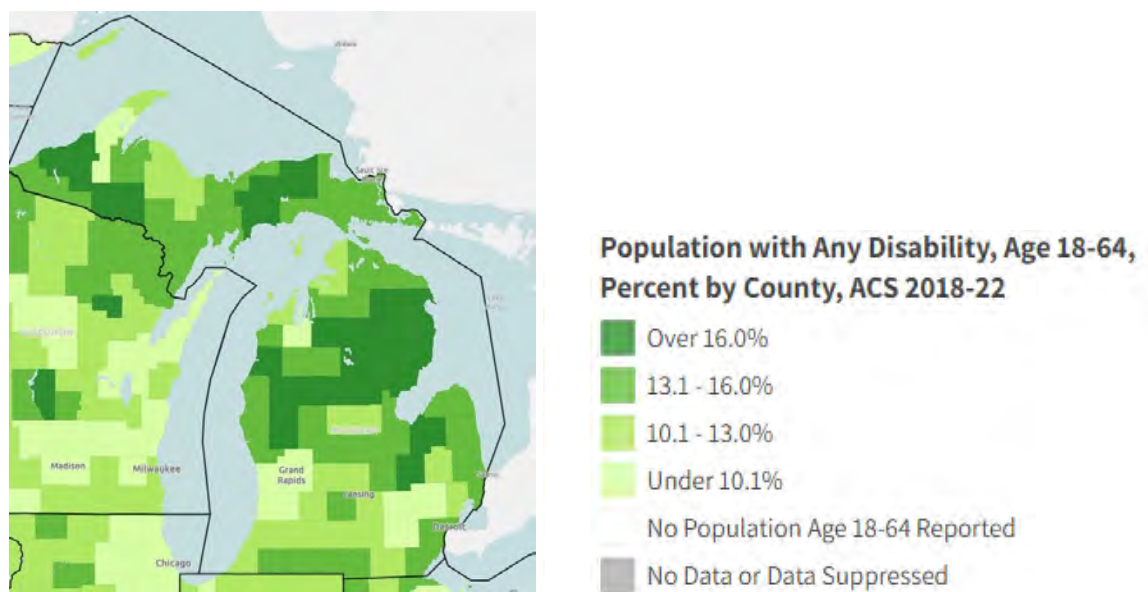 Sault Ste
Madison
Milwaukee
Grand
Rapids
Lansing
Detroit
Chicago
Population with Any Disability, Age 18-64,
Percent by County, ACS 2018-22
Over 16.0%
13.1 - 16.0%
10.1 - 13.0%
Under 10.1%
No Population Age 18-64 Reported
No Data or Data Suppressed